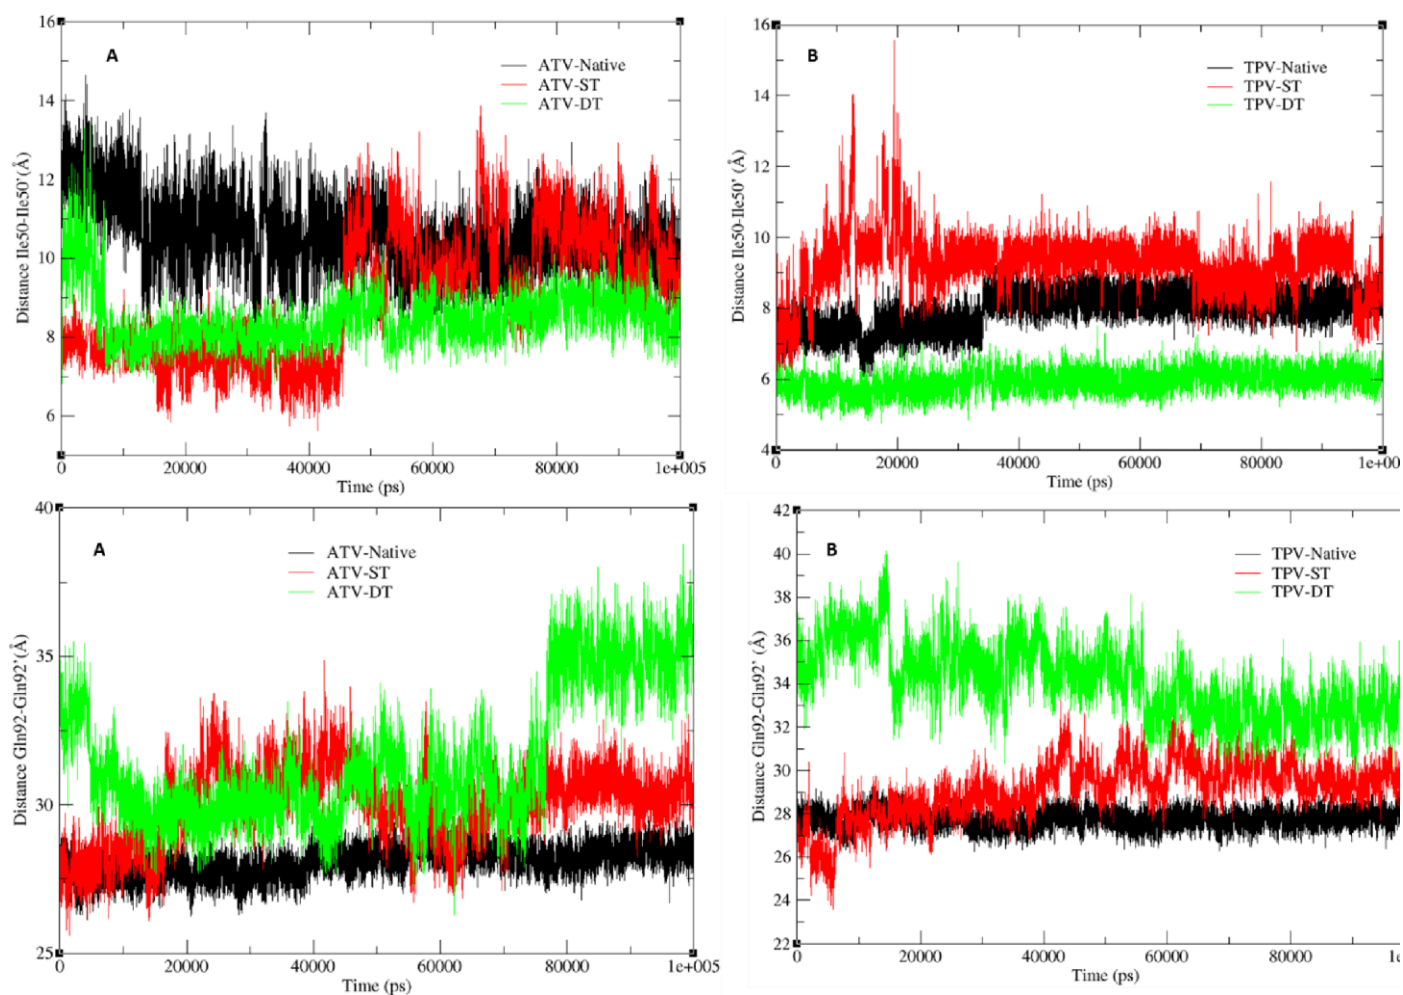 A
ATV-Native
ATV-ST
ATV-DT
Distance Ile50-Ile50'(Å)
16
14
12
10
8
6
0
20000
40000
60000
80000
1e+005
Time (ps)
B
TPV-Native
TPV-ST
TPV-DT
Distance Ile50-Ile50' (Å)
16
14
12
10
8
6
4
0
20000
40000
60000
80000
1e+00
Time (ps)
A
ATV-Native
ATV-ST
ATV-DT
Distance Gln92-Gln92'(Å)
40
35
30
25
0
20000
40000
60000
80000
1e+005
Time (ps)
B
TPV-Native
TPV-ST
TPV-DT
Distance Gln92-Gln92' (Å)
42
40
38
36
34
32
30
28
26
24
22
0
20000
40000
60000
80000
1e
Time (ps)